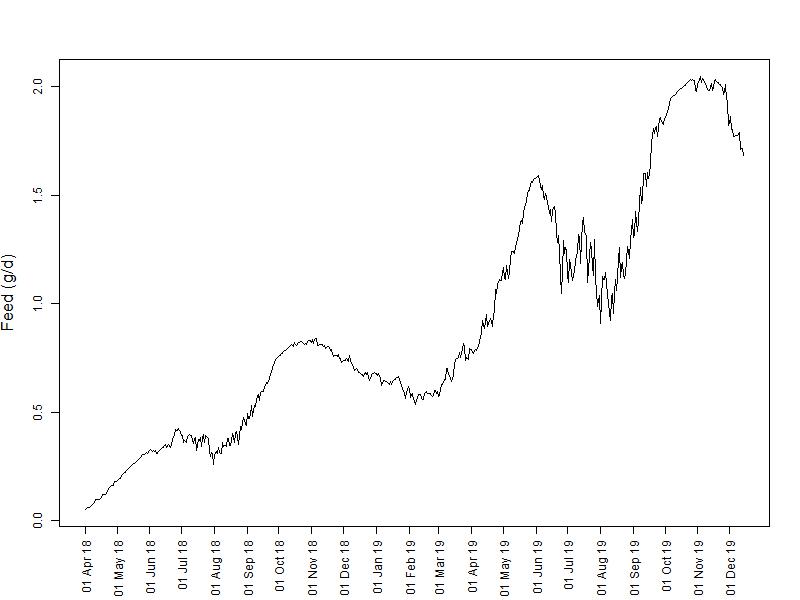 Feed (g/d)
2.0
1.5
1.0
0.5
0.0
01 Apr 18
01 May 18
01 Jun 18
01 Jul 18
01 Aug 18
01 Sep 18
01 Oct 18
01 Nov 18
01 Dec 18
01 Jan 19
01 Feb 19
01 Mar 19
01 Apr 19
01 May 19
01 Jun 19
01 Jul 19
01 Aug 19
01 Sep 19
01 Oct 19
01 Nov 19
01 Dec 19